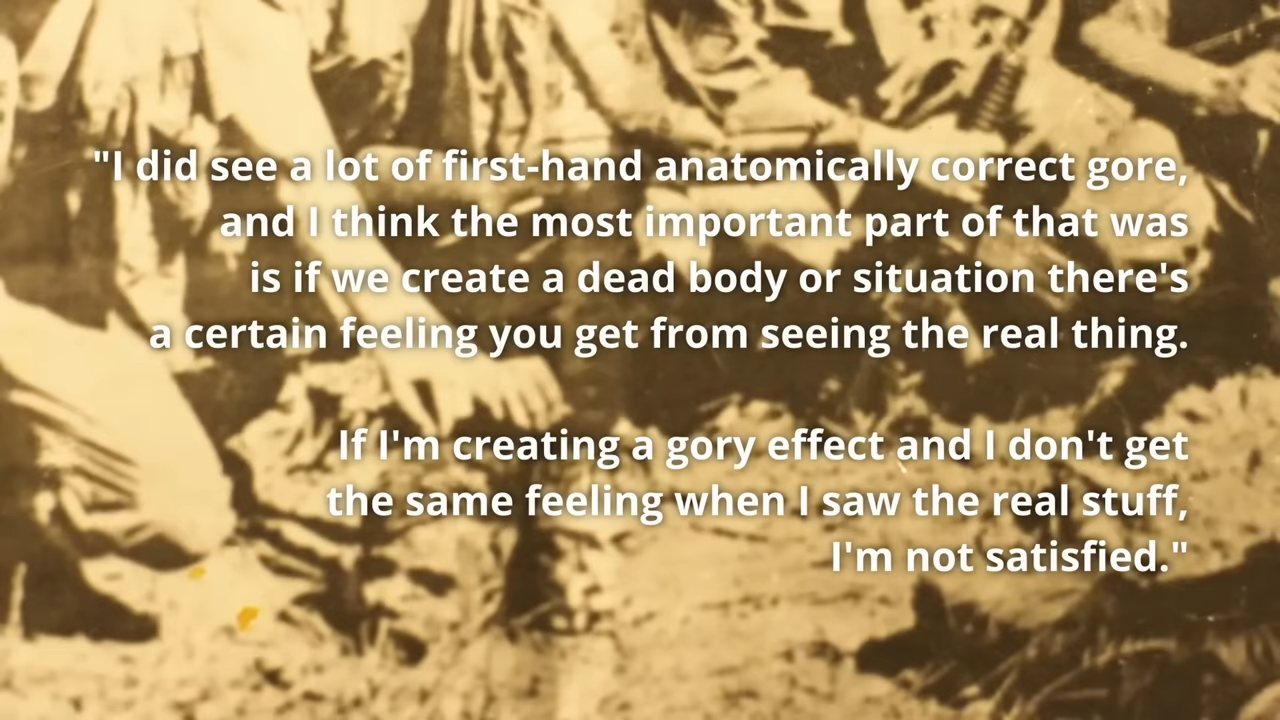 "I did see a lot of first-hand anatomically correct gore,
and I think the most important part of that was
is if we create a dead body or situation there's
a certain feeling you get from seeing the real thing.
If I'm creating a gory effect and I don't get
the same feeling when I saw the real stuff,
I'm not satisfied."